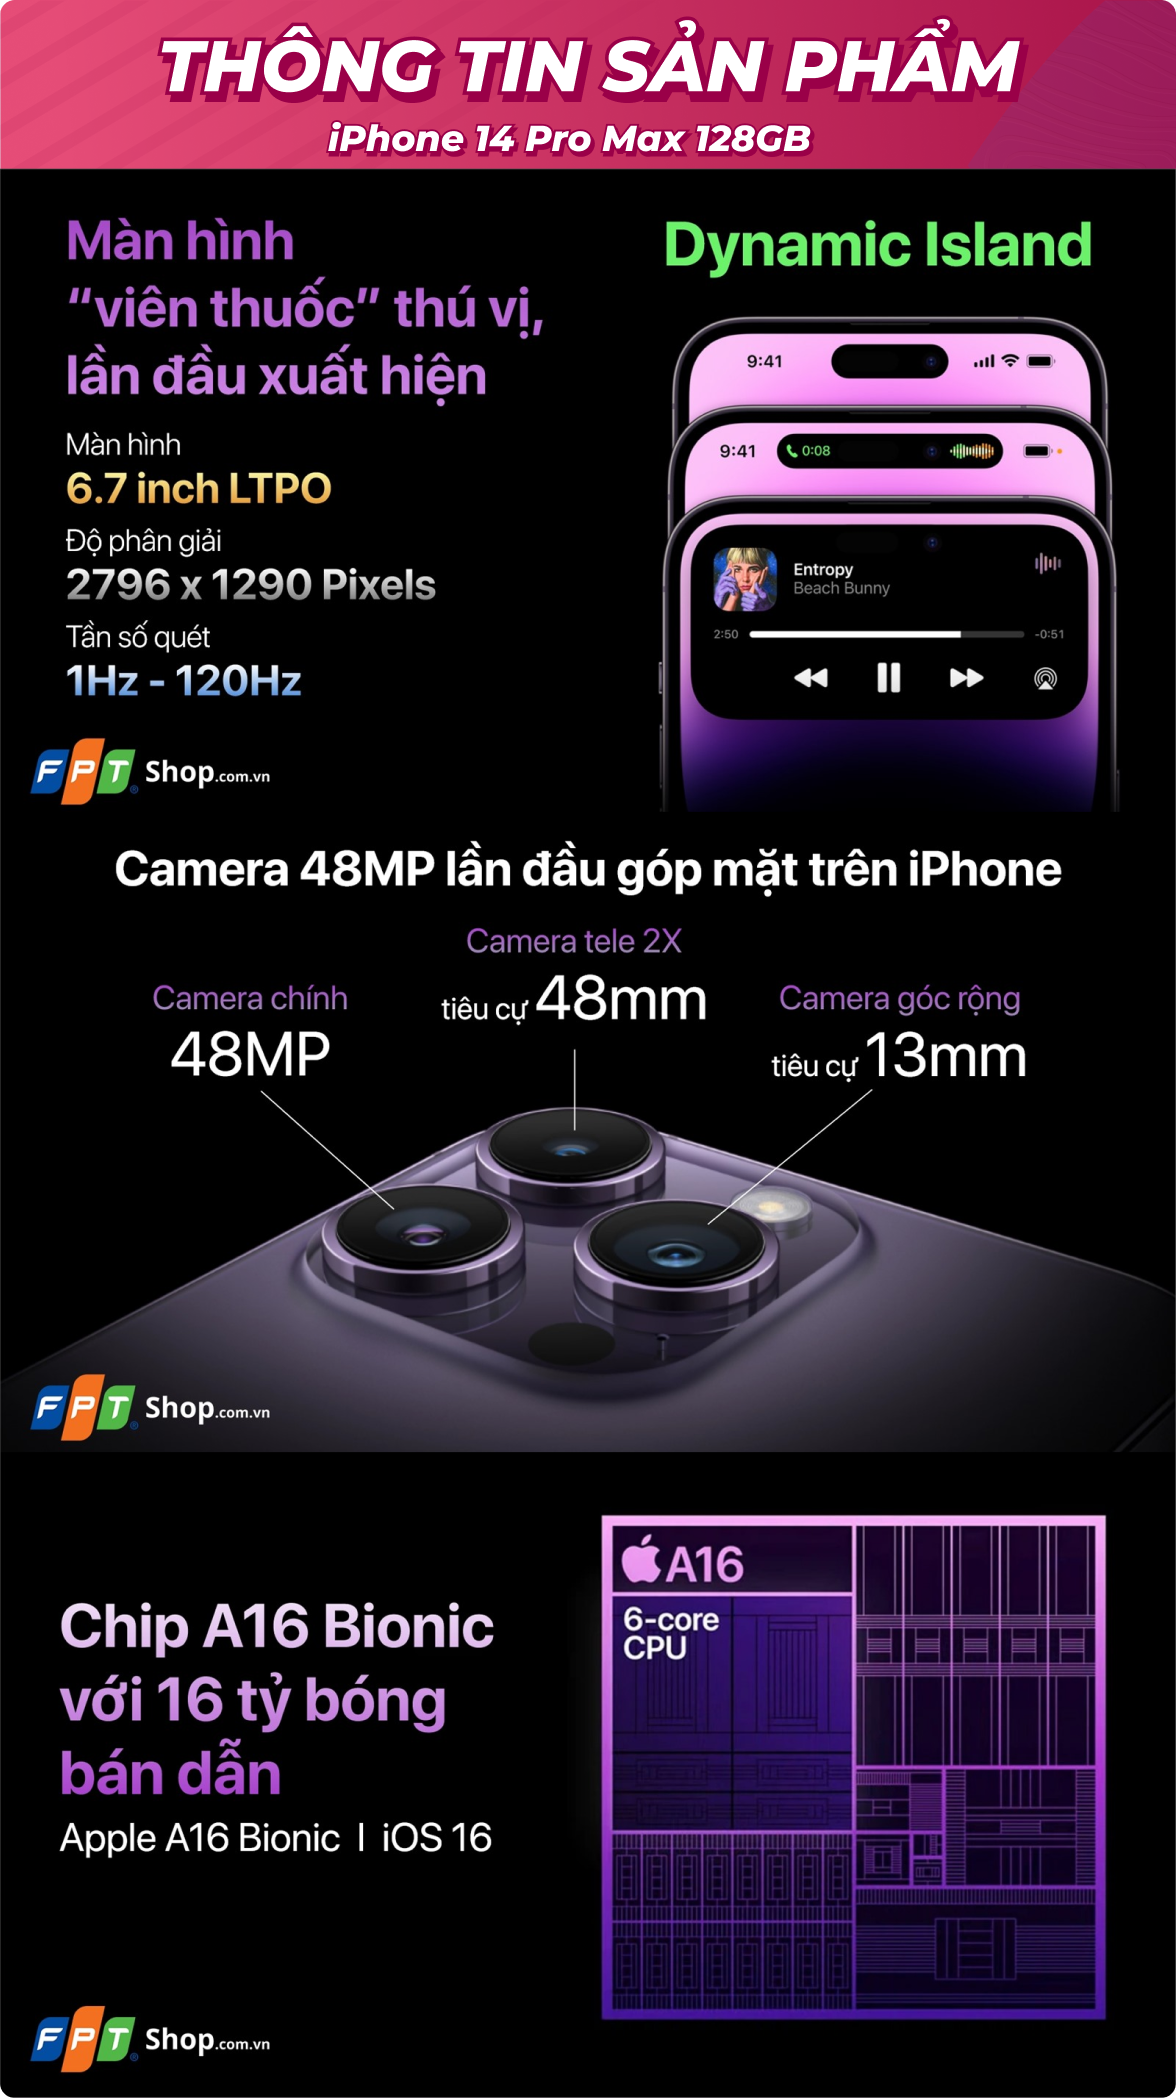 THÔNG TIN SẢN PHẨM
iPhone 14 Pro Max 128GB
Màn hình
“viên thuốc” thú vị,
lần đầu xuất hiện
Màn hình
6.7 inch LTPO
Độ phân giải
2796 x 1290 Pixels
Tần số quét
1Hz - 120Hz
Dynamic Island
9:41
9:41 0:08
Entropy
Beach Bunny
2:50 -0:51
FPT Shop.com.vn
Camera 48MP lần đầu góp mặt trên iPhone
Camera tele 2X
tiêu cự 48mm
Camera chính
48MP
Camera góc rộng
tiêu cự 13mm
FPT Shop.com.vn
Chip A16 Bionic
với 16 tỷ bóng
bán dẫn
Apple A16 Bionic | iOS 16
A16
6-core
CPU
FPT Shop.com.vn